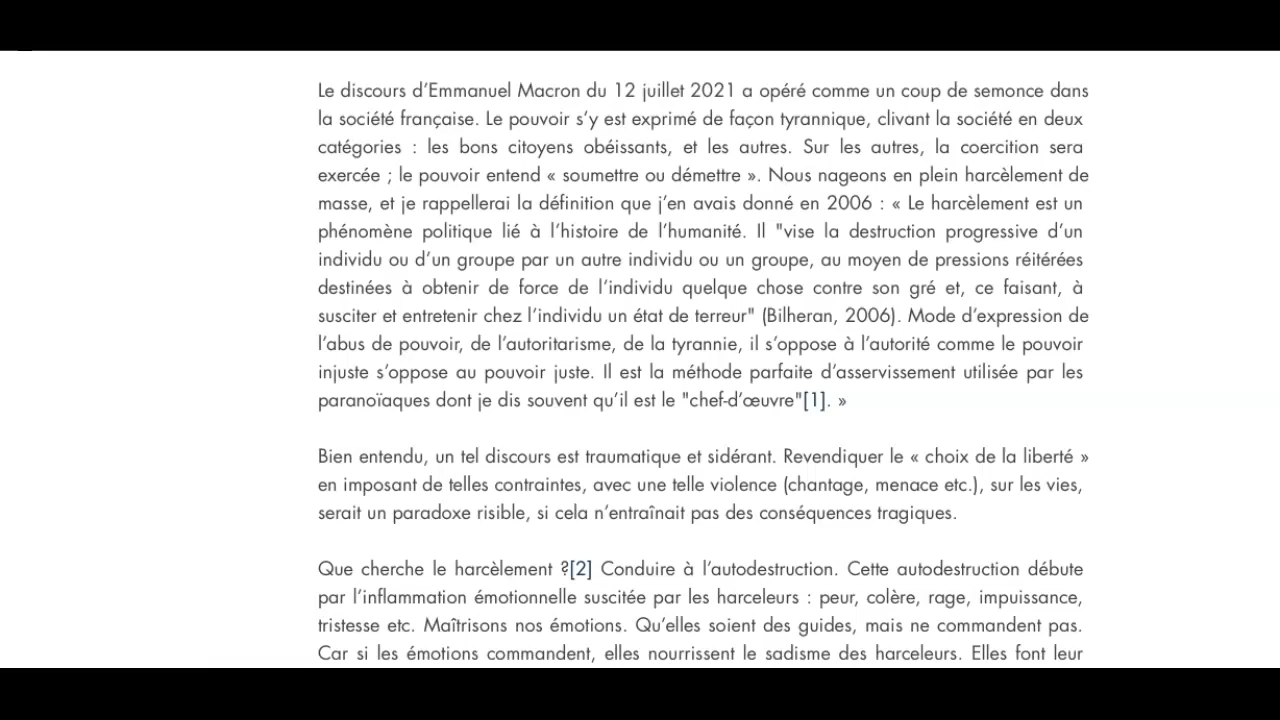 Le discours d’Emmanuel Macron du 12 juillet 2021 a opéré comme un coup de semonce dans
la société française. Le pouvoir s’y est exprimé de façon tyrannique, clivant la société en deux
catégories : les bons citoyens obéissants, et les autres. Sur les autres, la coercition sera
exercée ; le pouvoir entend « soumettre ou démettre ». Nous nageons en plein harcèlement de
masse, et je rappellerai la définition que j’en avais donné en 2006 : « Le harcèlement est un
phénomène politique lié à l’histoire de l’humanité. Il "vise la destruction progressive d’un
individu ou d’un groupe par un autre individu ou un groupe, au moyen de pressions réitérées
destinées à obtenir de force de l’individu quelque chose contre son gré et, ce faisant, à
susciter et entretenir chez l’individu un état de terreur" (Bilheran, 2006). Mode d’expression de
l’abus de pouvoir, de l’autoritarisme, de la tyrannie, il s’oppose à l’autorité comme le pouvoir
injuste s’oppose au pouvoir juste. Il est la méthode parfaite d’asservissement utilisée par les
paranoïaques dont je dis souvent qu’il est le "chef-d’œuvre"[1]. »
Bien entendu, un tel discours est traumatique et sidérant. Revendiquer le « choix de la liberté »
en imposant de telles contraintes, avec une telle violence (chantage, menace etc.), sur les vies,
serait un paradoxe risible, si cela n’entraînait pas des conséquences tragiques.
Que cherche le harcèlement ?[2] Conduire à l’autodestruction. Cette autodestruction débute
par l’inflammation émotionnelle suscitée par les harceleurs : peur, colère, rage, impuissance,
tristesse etc. Maîtrisons nos émotions. Qu’elles soient des guides, mais ne commandent pas.
Car si les émotions commandent, elles nourrissent le sadisme des harceleurs. Elles font leur